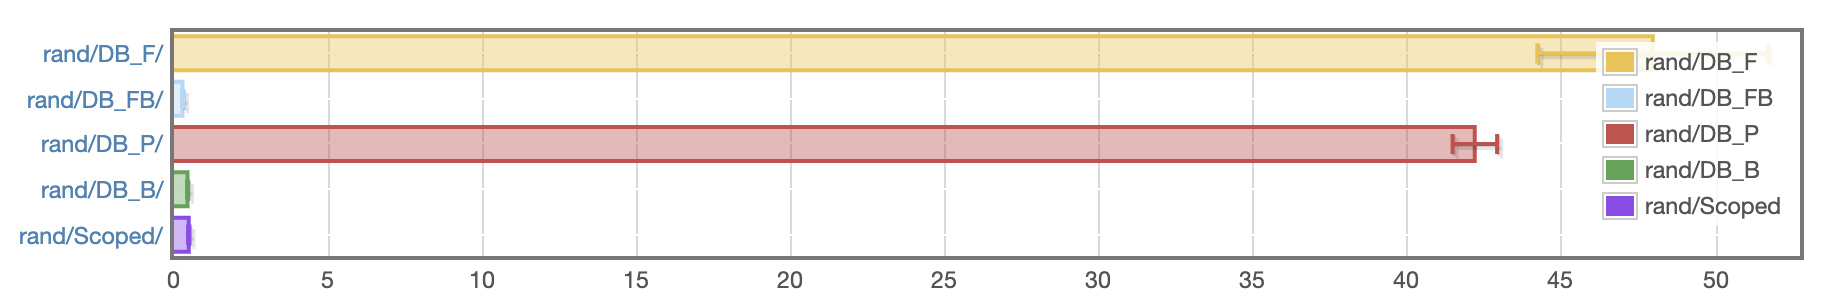 rand/DB_F/
rand/DB_FB/
rand/DB_P/
rand/DB_B/
rand/Scoped/
rand/DB_F
rand/DB_FB
rand/DB_P
rand/DB_B
rand/Scoped
0 5 10 15 20 25 30 35 40 45 50